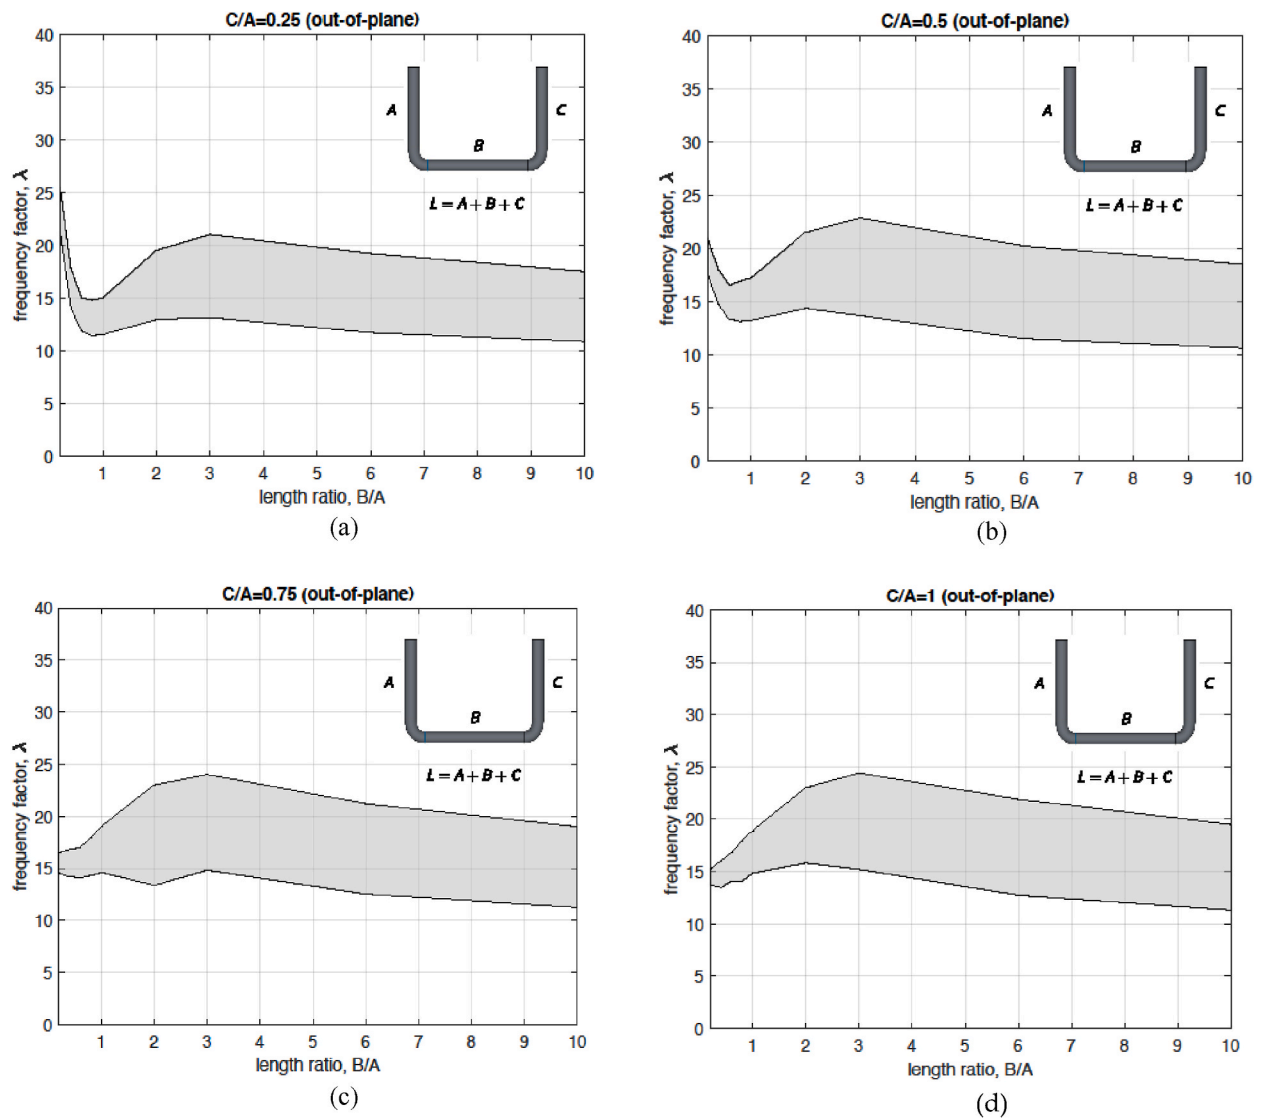 C/A=0.25 (out-of-plane)
40
35
30
25
20
15
10
5
0
frequency factor, λ
A
B
C
L = A + B + C
1 2 3 4 5 6 7 8 9 10
length ratio, B/A
(a)
C/A=0.5 (out-of-plane)
40
35
30
25
20
15
10
5
0
frequency factor, λ
A
B
C
L = A + B + C
1 2 3 4 5 6 7 8 9 10
length ratio, B/A
(b)
C/A=0.75 (out-of-plane)
40
35
30
25
20
15
10
5
0
frequency factor, λ
A
B
C
L = A + B + C
1 2 3 4 5 6 7 8 9 10
length ratio, B/A
(c)
C/A=1 (out-of-plane)
40
35
30
25
20
15
10
5
0
frequency factor, λ
A
B
C
L = A + B + C
1 2 3 4 5 6 7 8 9 10
length ratio, B/A
(d)